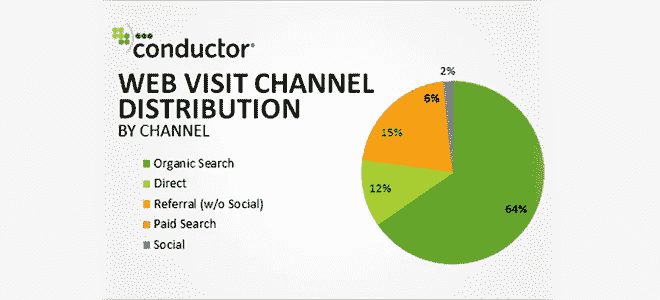 conductor®
WEB VISIT CHANNEL
DISTRIBUTION
BY CHANNEL
Organic Search
Direct
Referral (w/o Social)
Paid Search
Social
2%
6%
15%
12%
64%